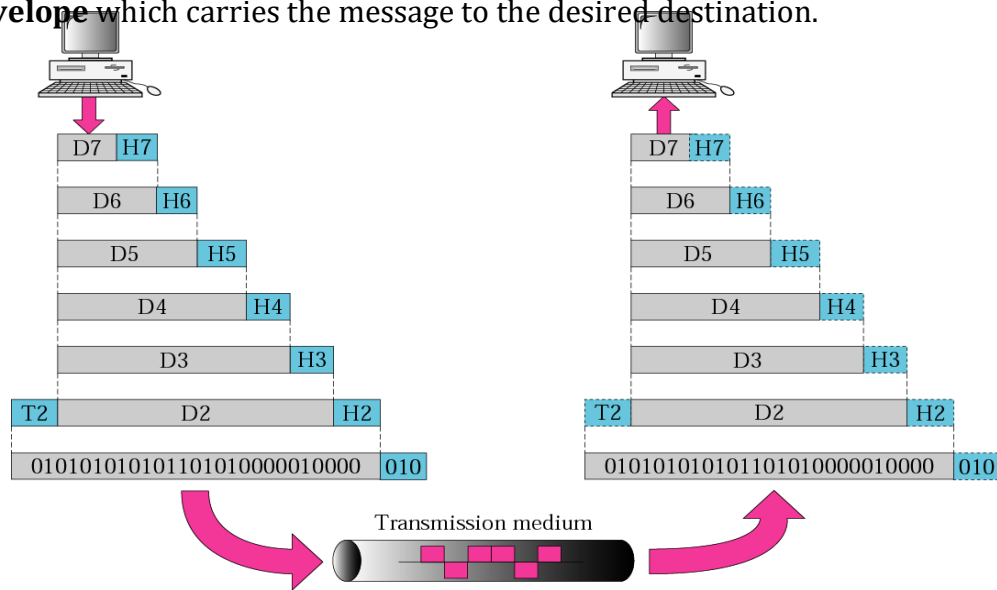 velope which carries the message to the desired destination.
D7 H7 D7 H7
D6 H6 D6 H6
D5 H5 D5 H5
D4 H4 D4 H4
D3 H3 D3 H3
T2 D2 H2 T2 D2 H2
0101010101011010100000010000 010 0101010101011010100000010000 010
Transmission medium